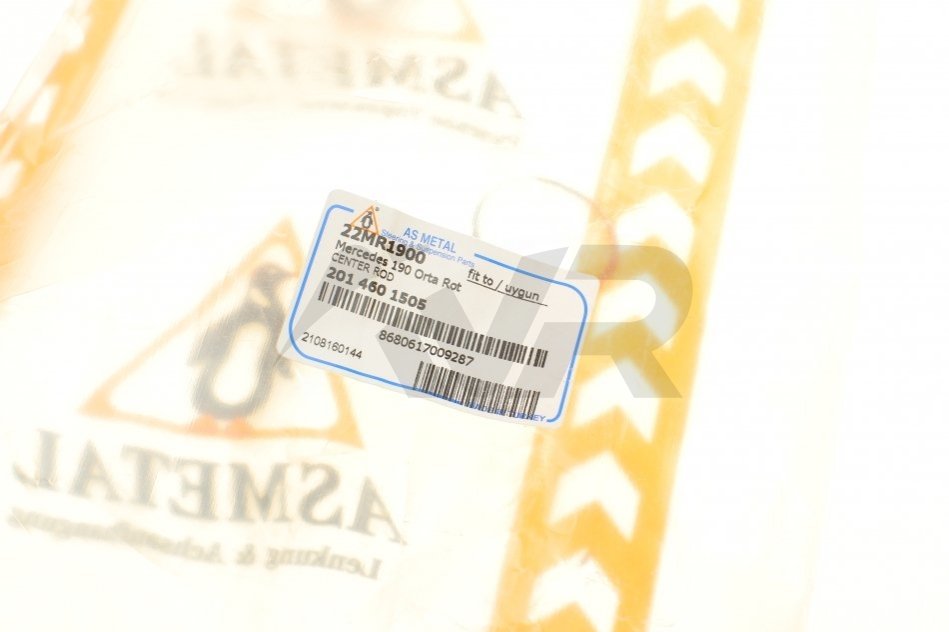 ASMETAL
AS METAL
Steering & Suspension Parts
22MR1900
fit to / uygun
Mercedes 190 Orta Rot
CENTER ROD
201 460 1505
8680617009287
2108160144
ASMETAL
Lenkung & Achsaufhängung